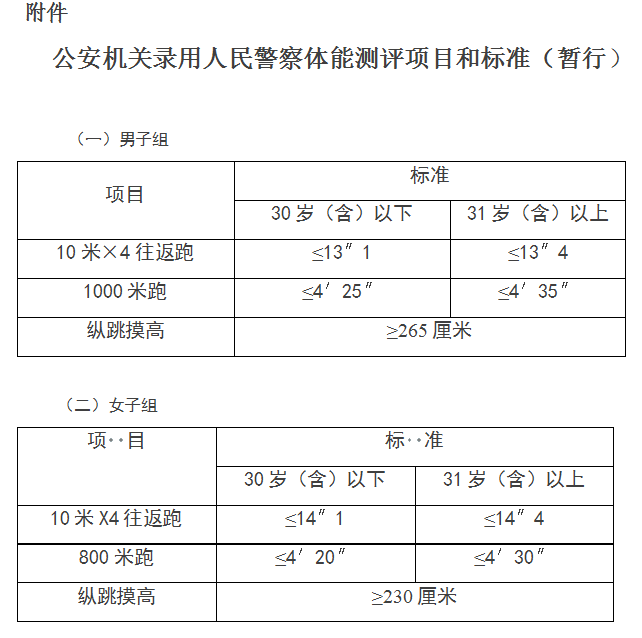 附件
公安机关录用人民警察体能测评项目和标准（暂行）
（一）男子组
项目 标准
30岁（含）以下 31岁（含）以上
10米×4往返跑 ≤13″1 ≤13″4
1000米跑 ≤4′25″ ≤4′35″
纵跳摸高 ≥265厘米
（二）女子组
项··目 标··准
30岁（含）以下 31岁（含）以上
10米X4往返跑 ≤14″1 ≤14″4
800米跑 ≤4′20″ ≤4′30″
纵跳摸高 ≥230厘米